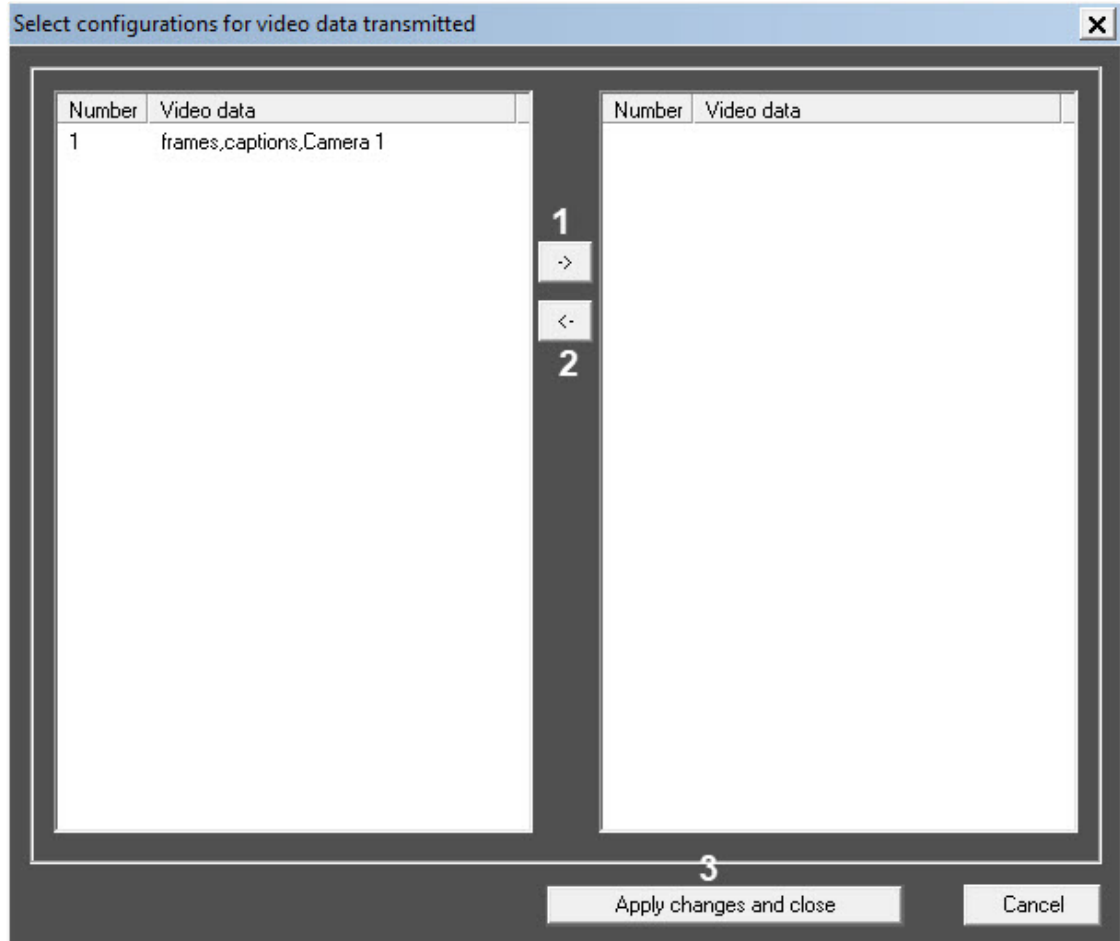 Select configurations for video data transmitted
Number Video data
1 frames,captions,Camera 1
Number Video data
1
->
<-
2
3
Apply changes and close
Cancel